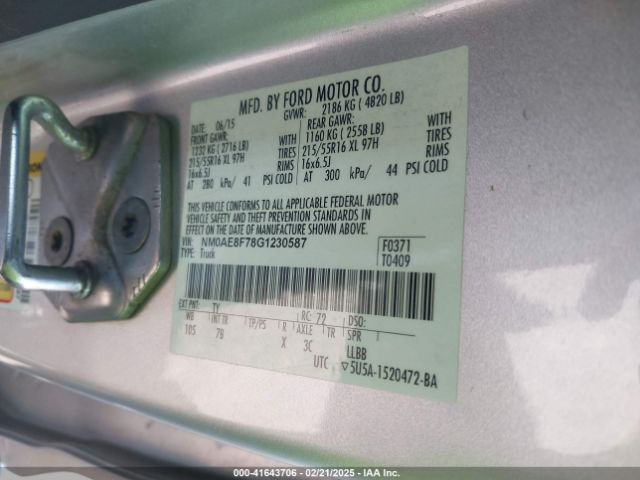 MFD. BY FORD MOTOR CO.
DATE: 06/15 GVWR: 2186 KG ( 4820 LB)
FRONT GAWR: REAR GAWR:
1232 KG ( 2716 LB) WITH 1160 KG ( 2558 LB) WITH
215/55R16 XL 97H TIRES 215/55R16 XL 97H TIRES
16x6.5J RIMS 16x6.5J RIMS
AT 280 kPa/ 41 PSI COLD AT 300 kPa/ 44 PSI COLD
THIS VEHICLE CONFORMS TO ALL APPLICABLE FEDERAL MOTOR
VEHICLE SAFETY AND THEFT PREVENTION STANDARDS IN
EFFECT ON THE DATE OF MANUFACTURE SHOWN ABOVE.
VIN: NM0AE8F78G1230587 F0371
TYPE: Truck T0409
EXT PNT: TY RC: 72 DSO:
WB INT TR TP/PS R AXLE TR SPR
105 7B X 3C LLBB
UTC ▽5U5A-1520472-BA
000-41643706 - 02/21/2025 - IAA Inc.